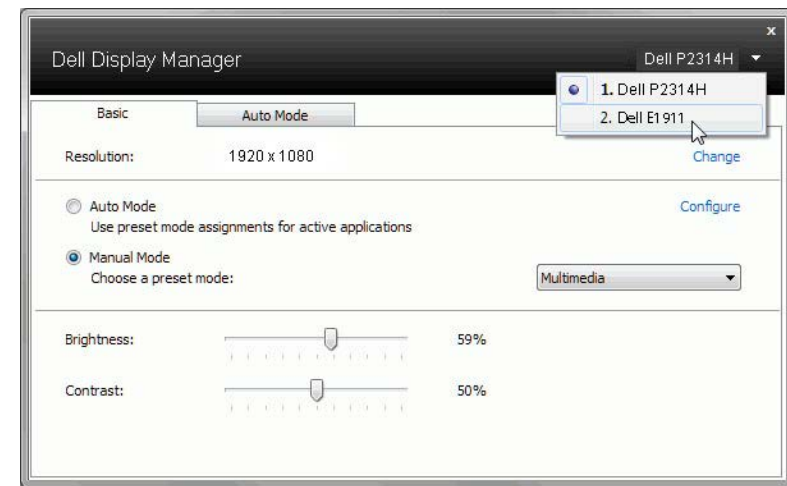 x
Dell Display Manager
Dell P2314H
1. Dell P2314H
2. Dell E1911
Basic
Auto Mode
Resolution:
1920 x 1080
Change
Auto Mode
Configure
Use preset mode assignments for active applications
Manual Mode
Choose a preset mode:
Multimedia
Brightness:
59%
Contrast:
50%